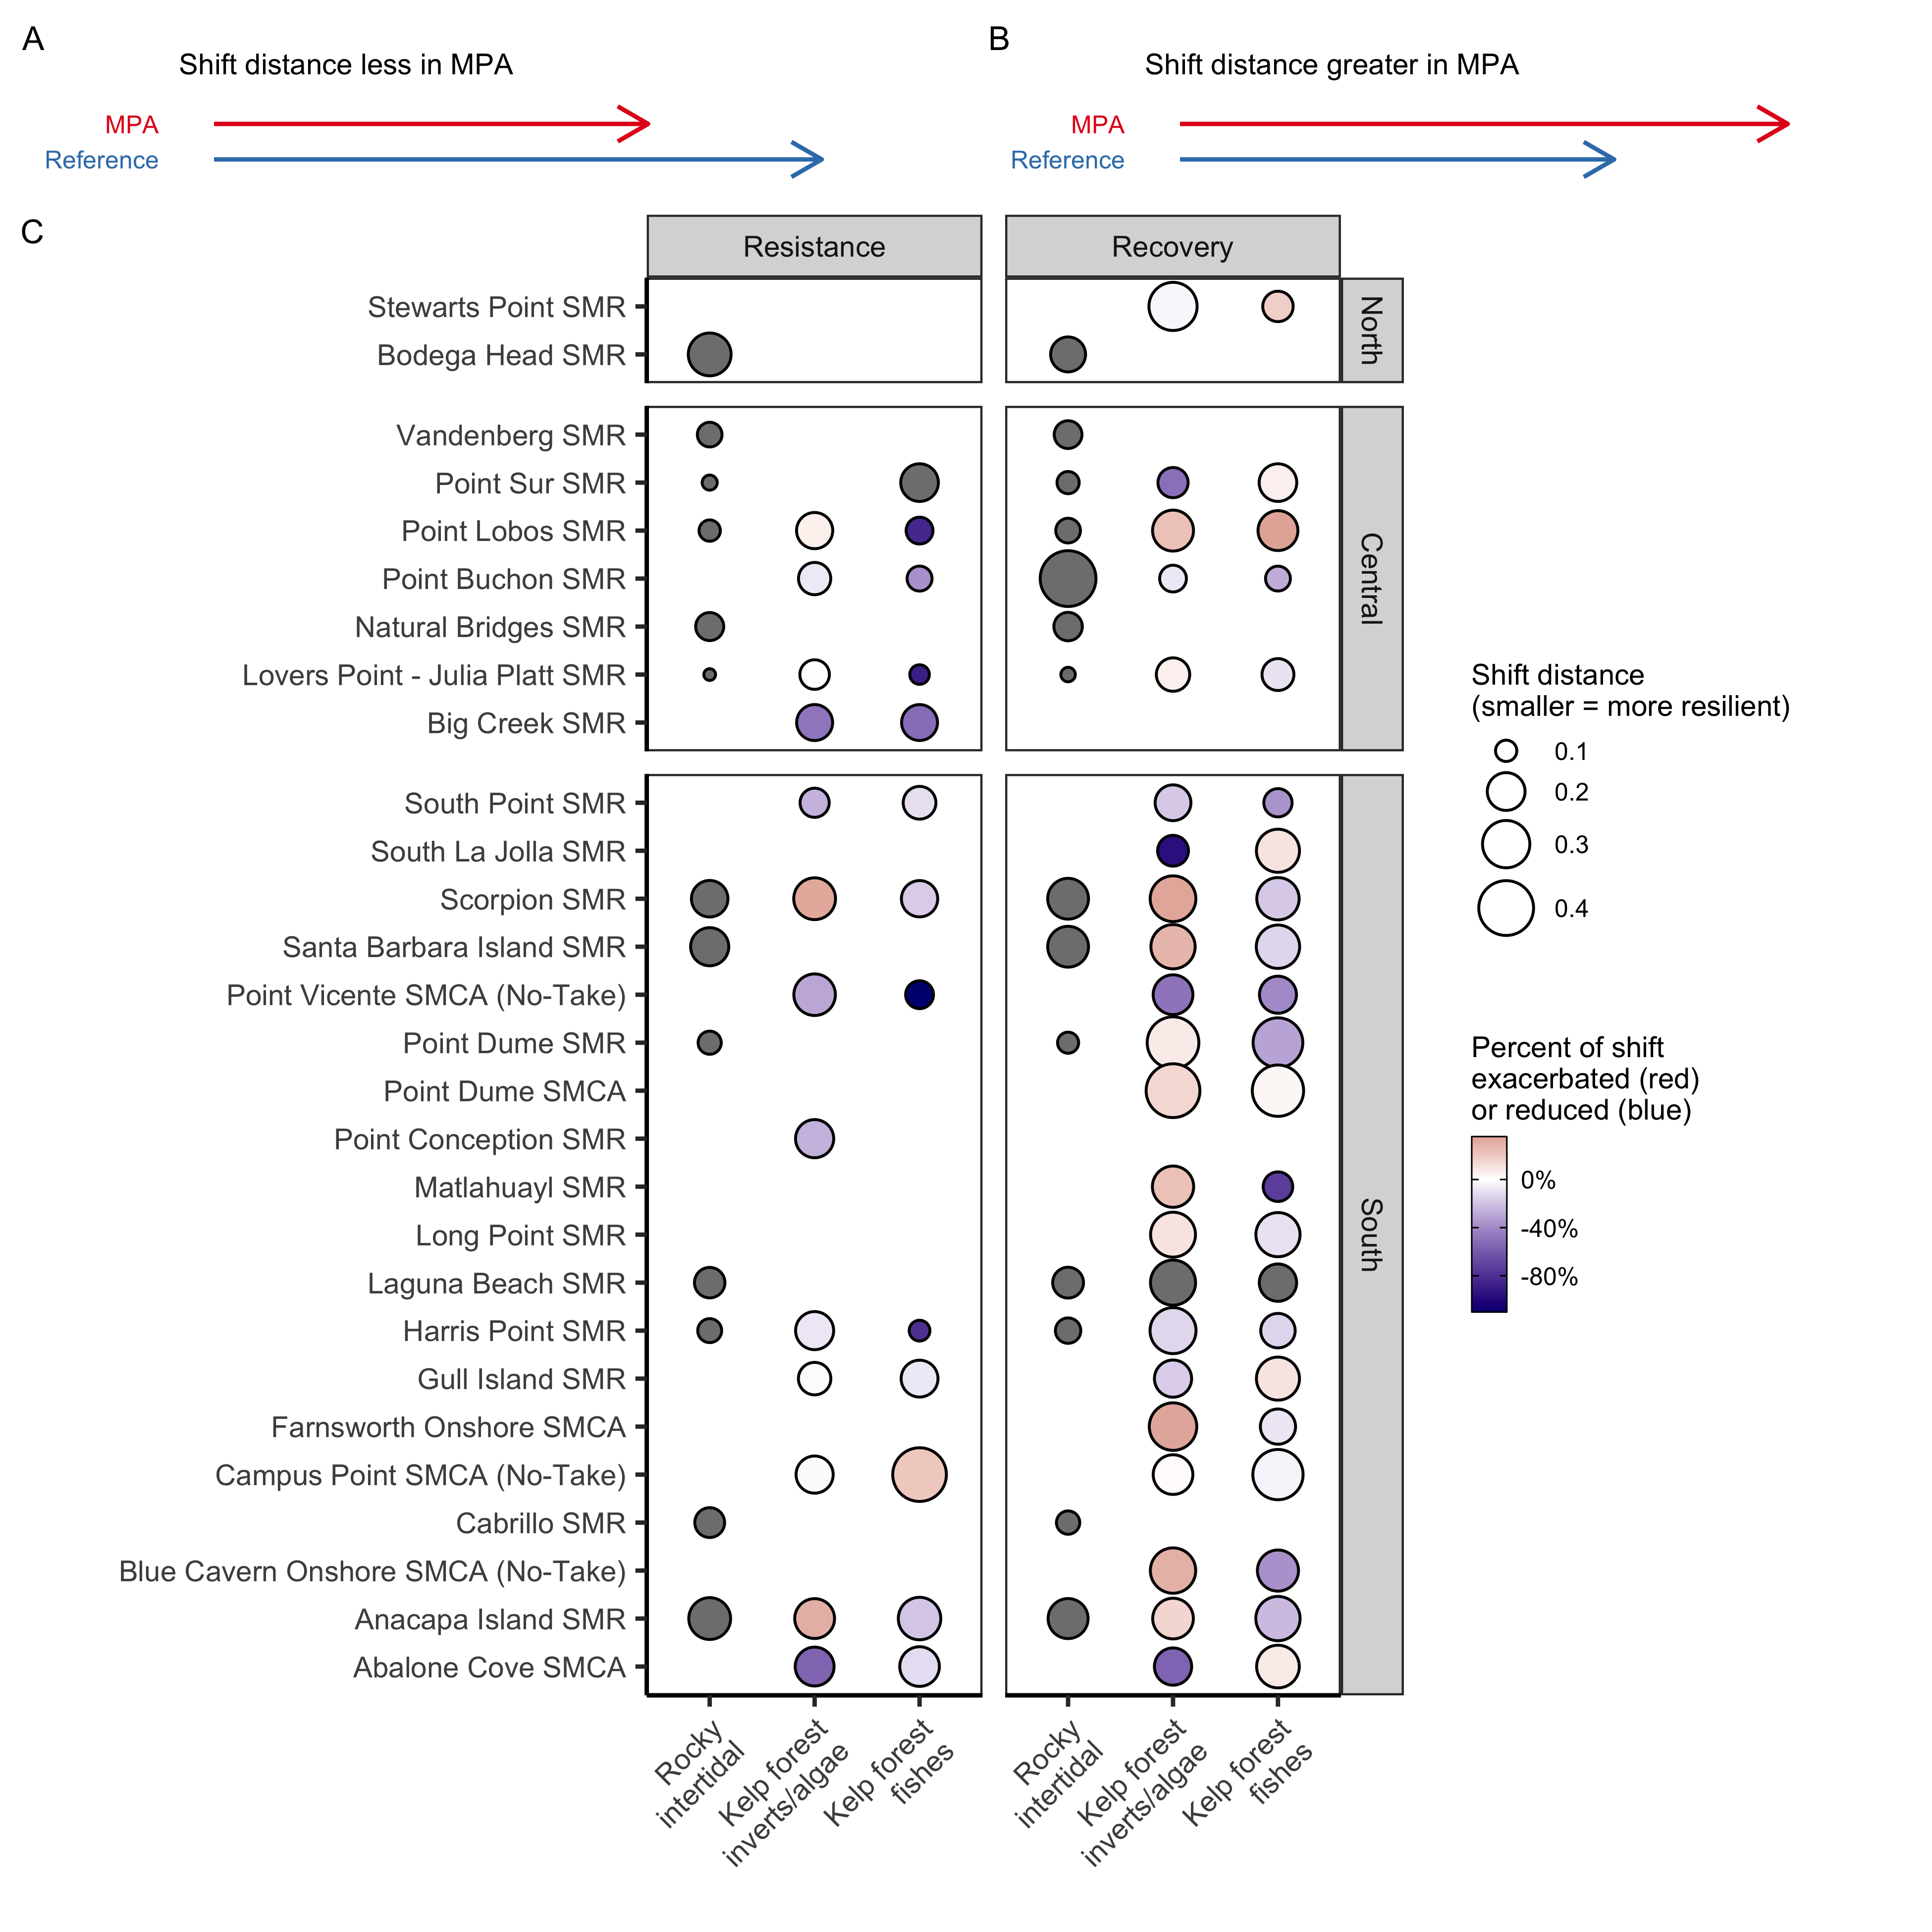 A
Shift distance less in MPA
MPA
Reference
B
Shift distance greater in MPA
MPA
Reference
C
Resistance
Recovery
Stewarts Point SMR
Bodega Head SMR
North
Vandenberg SMR
Point Sur SMR
Point Lobos SMR
Point Buchon SMR
Natural Bridges SMR
Lovers Point - Julia Platt SMR
Big Creek SMR
Central
South Point SMR
South La Jolla SMR
Scorpion SMR
Santa Barbara Island SMR
Point Vicente SMCA (No-Take)
Point Dume SMR
Point Dume SMCA
Point Conception SMR
Matlahuayl SMR
Long Point SMR
Laguna Beach SMR
Harris Point SMR
Gull Island SMR
Farnsworth Onshore SMCA
Campus Point SMCA (No-Take)
Cabrillo SMR
Blue Cavern Onshore SMCA (No-Take)
Anacapa Island SMR
Abalone Cove SMCA
South
Rocky
intertidal
Kelp forest
inverts/algae
Kelp forest
fishes
Rocky
intertidal
Kelp forest
inverts/algae
Kelp forest
fishes
Shift distance
(smaller = more resilient)
0.1
0.2
0.3
0.4
Percent of shift
exacerbated (red)
or reduced (blue)
0%
-40%
-80%